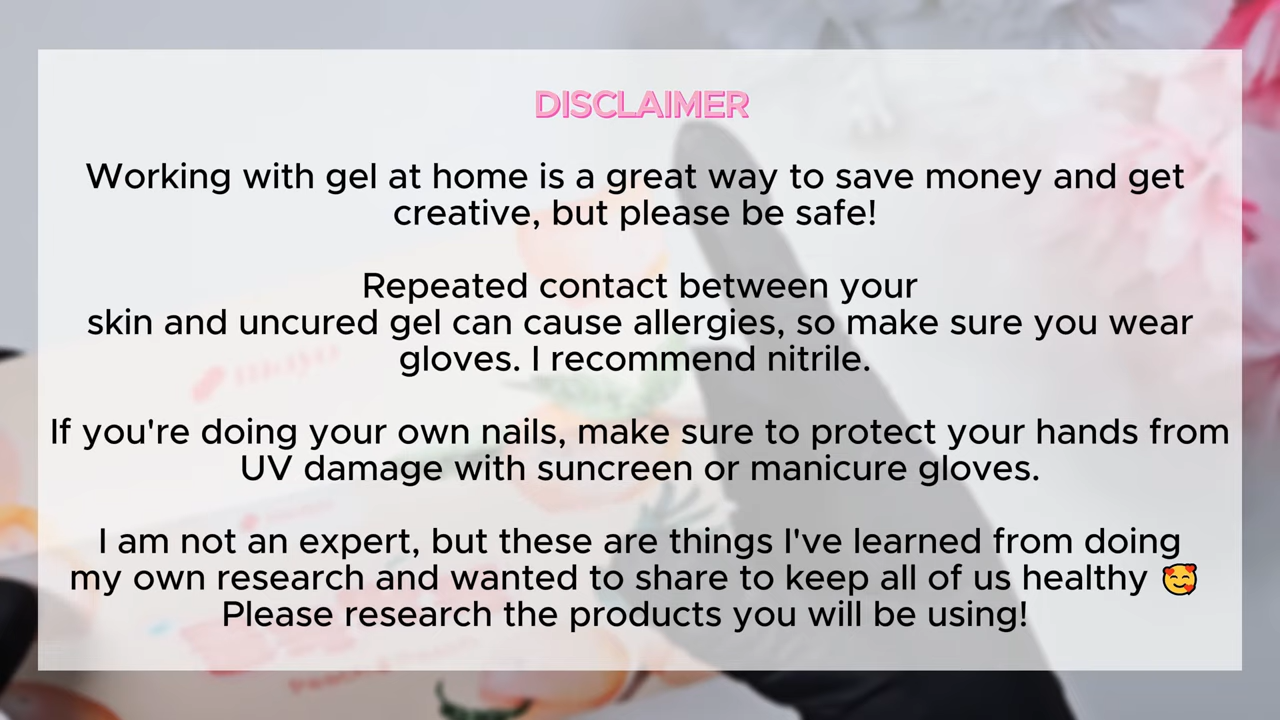 DISCLAIMER
Working with gel at home is a great way to save money and get
creative, but please be safe!
Repeated contact between your
skin and uncured gel can cause allergies, so make sure you wear
gloves. I recommend nitrile.
If you're doing your own nails, make sure to protect your hands from
UV damage with suncreen or manicure gloves.
I am not an expert, but these are things I've learned from doing
my own research and wanted to share to keep all of us healthy 🥰
Please research the products you will be using!